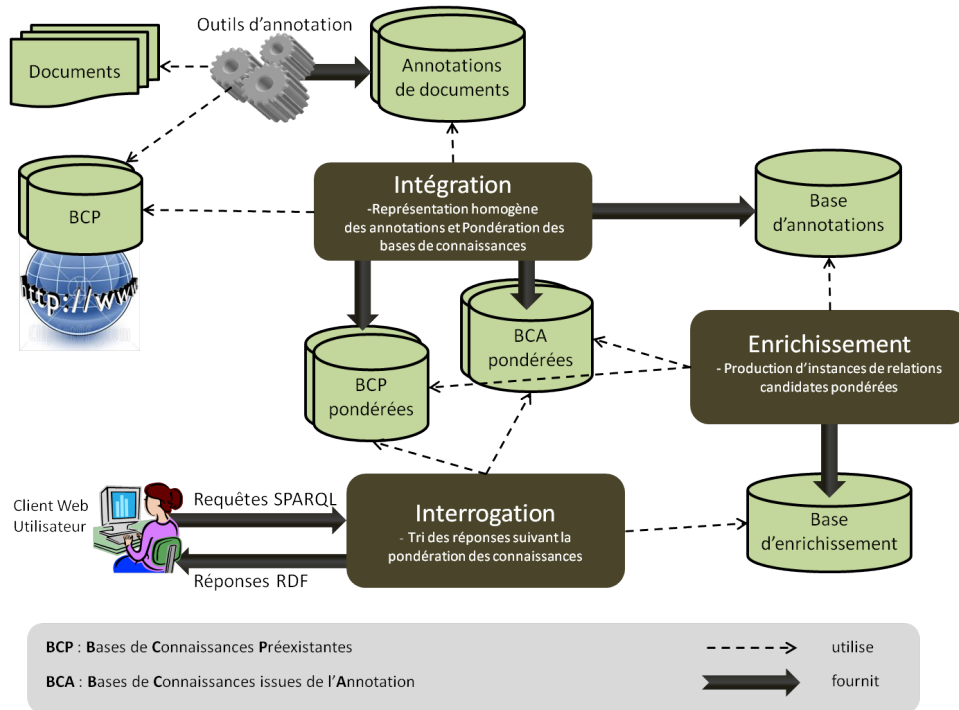 Outils d'annotation
Documents
Annotations
de documents
BCP
http://www
Intégration
-Représentation homogène
des annotations et Pondération des
bases de connaissances
Base
d'annotations
BCA
pondérées
BCP
pondérées
Enrichissement
- Production d'instances de relations
candidates pondérées
Client Web
Utilisateur
Requêtes SPARQL
Réponses RDF
Interrogation
- Tri des réponses suivant la
pondération des connaissances
Base
d'enrichissement
BCP : Bases de Connaissances Préexistantes
utilise
BCA : Bases de Connaissances issues de l'Annotation
fournit